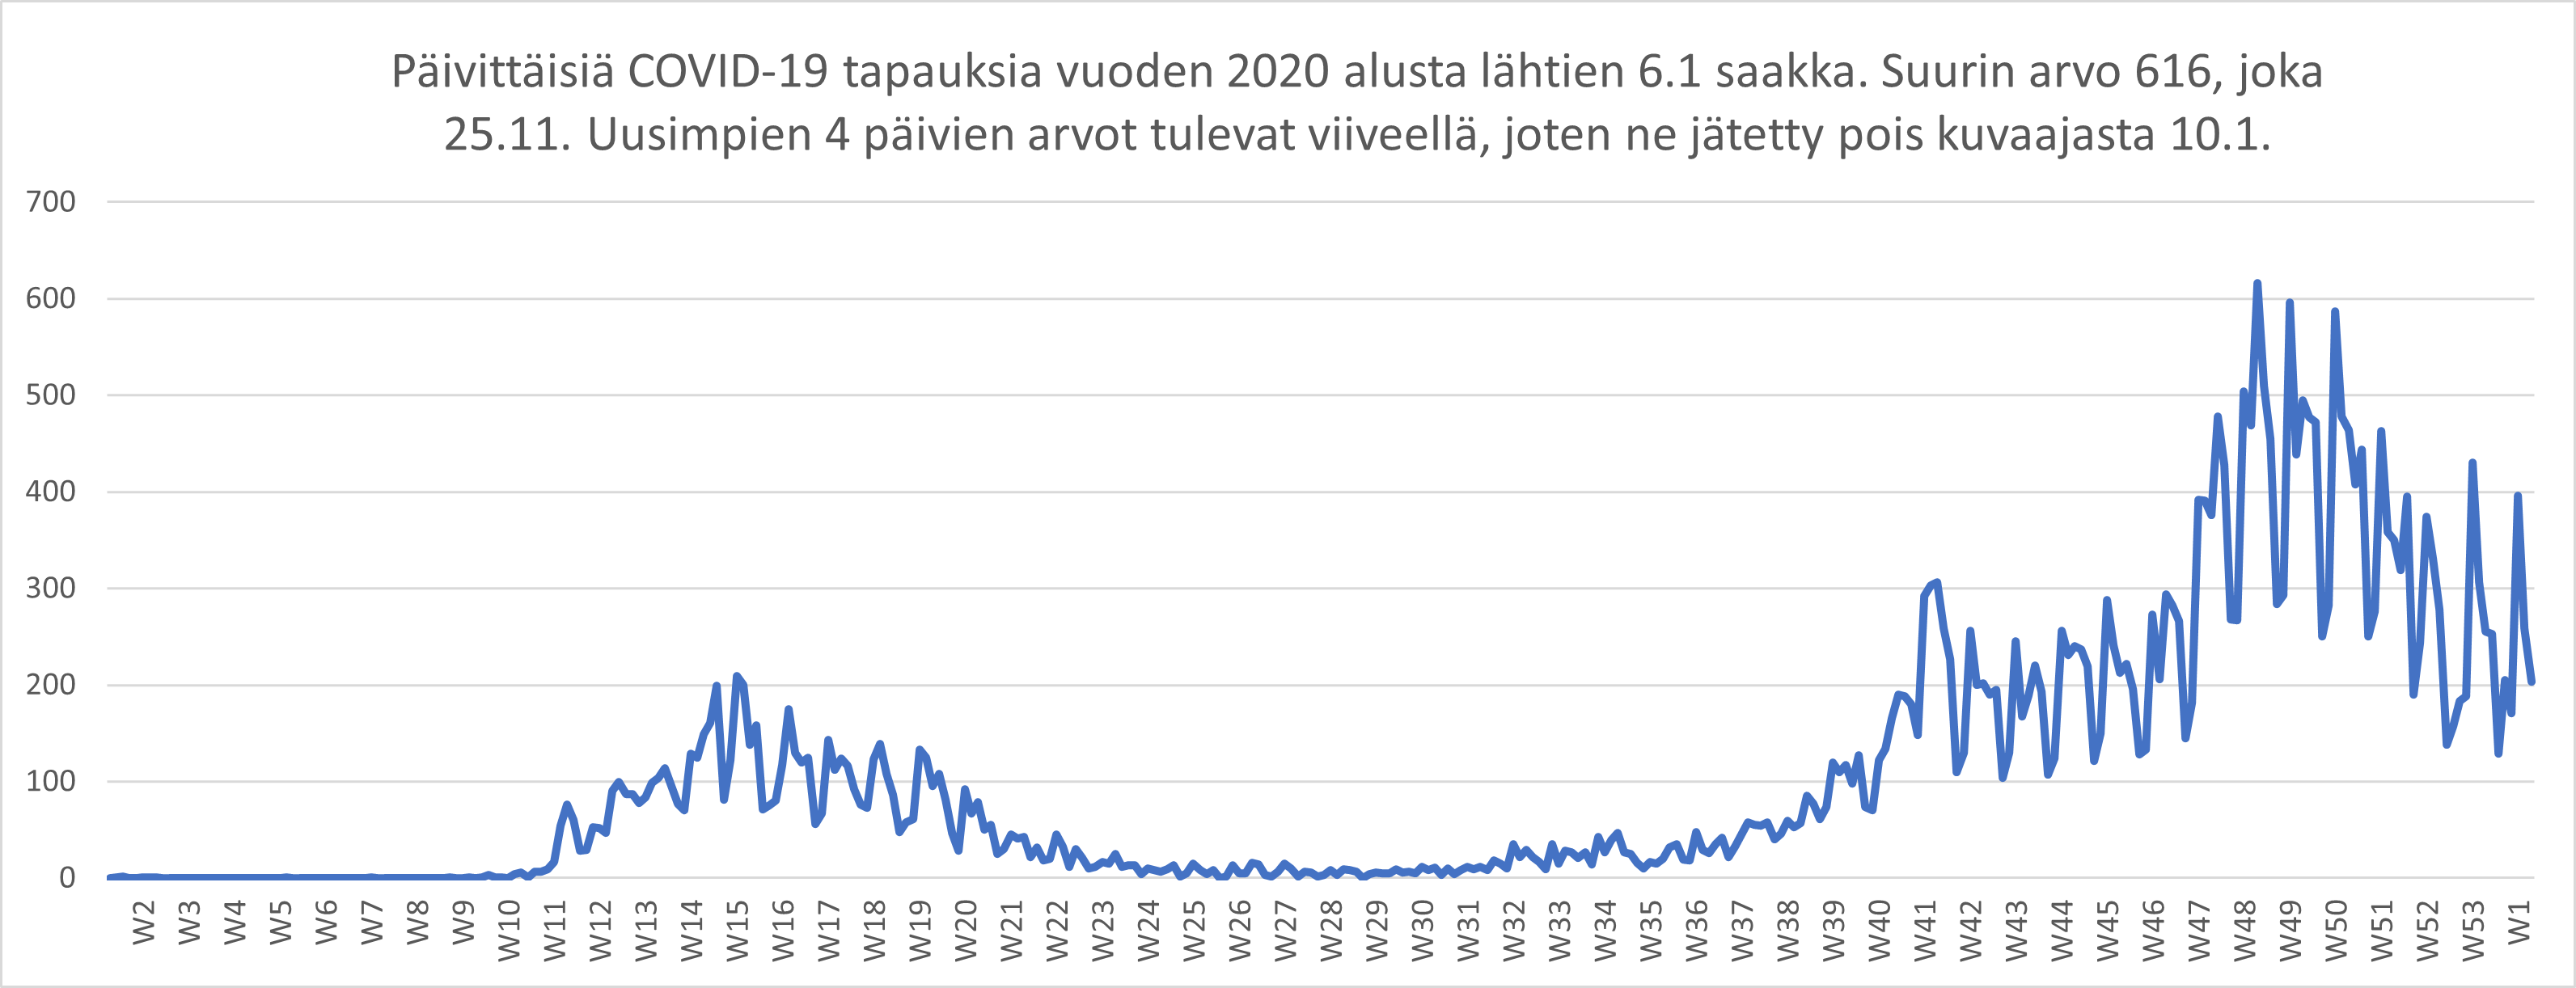 Päivittäisiä COVID-19 tapauksia vuoden 2020 alusta lähtien 6.1 saakka. Suurin arvo 616, joka
25.11. Uusimpien 4 päivien arvot tulevat viiveellä, joten ne jätetty pois kuvaajasta 10.1.
700
600
500
400
300
200
100
0
W2
W3
W4
W5
W6
W7
W8
W9
W10
W11
W12
W13
W14
W15
W16
W17
W18
W19
W20
W21
W22
W23
W24
W25
W26
W27
W28
W29
W30
W31
W32
W33
W34
W35
W36
W37
W38
W39
W40
W41
W42
W43
W44
W45
W46
W47
W48
W49
W50
W51
W52
W53
W1